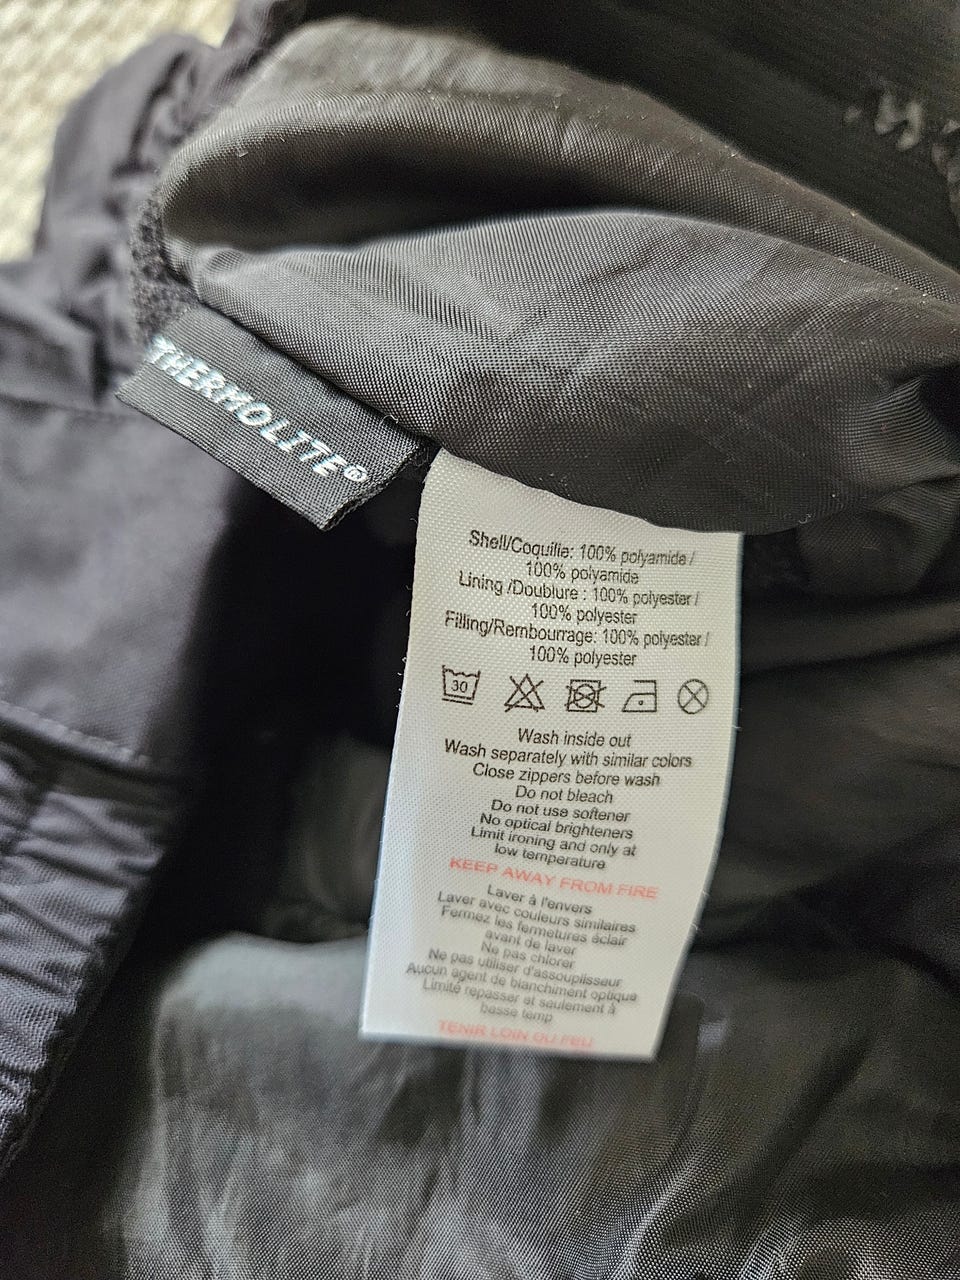 THERMOLITE®
Shell/Coquille: 100% polyamide /
100% polyamide
Lining /Doublure : 100% polyester /
100% polyester
Filling/Rembourrage: 100% polyester /
100% polyester
30
Wash inside out
Wash separately with similar colors
Close zippers before wash
Do not bleach
Do not use softener
No optical brighteners
Limit ironing and only at
low temperature
KEEP AWAY FROM FIRE
Laver à l'envers
Laver avec couleurs similaires
Fermez les fermetures éclair
avant de laver
Ne pas chlorer
Ne pas utiliser d'assouplisseur
Aucun agent de blanchiment optique
Limité repasser et seulement à
basse temp
TENIR LOIN DU FEU